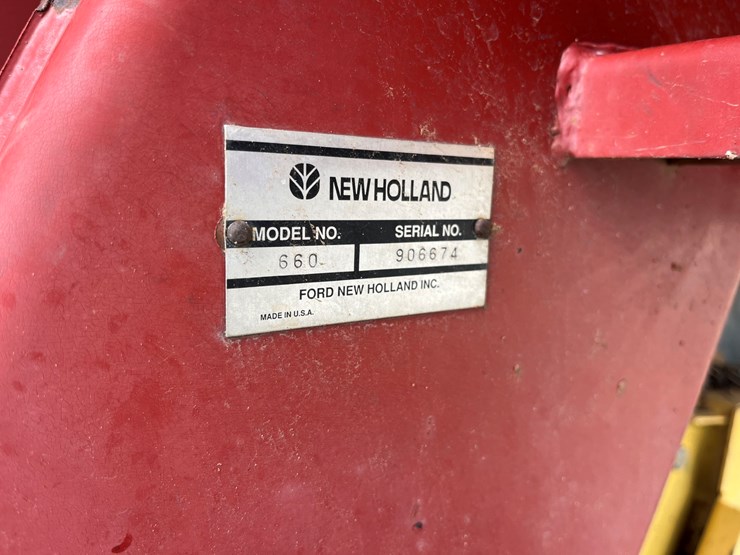 NEW HOLLAND
MODEL NO. SERIAL NO.
660 906674
FORD NEW HOLLAND INC.
MADE IN U.S.A.